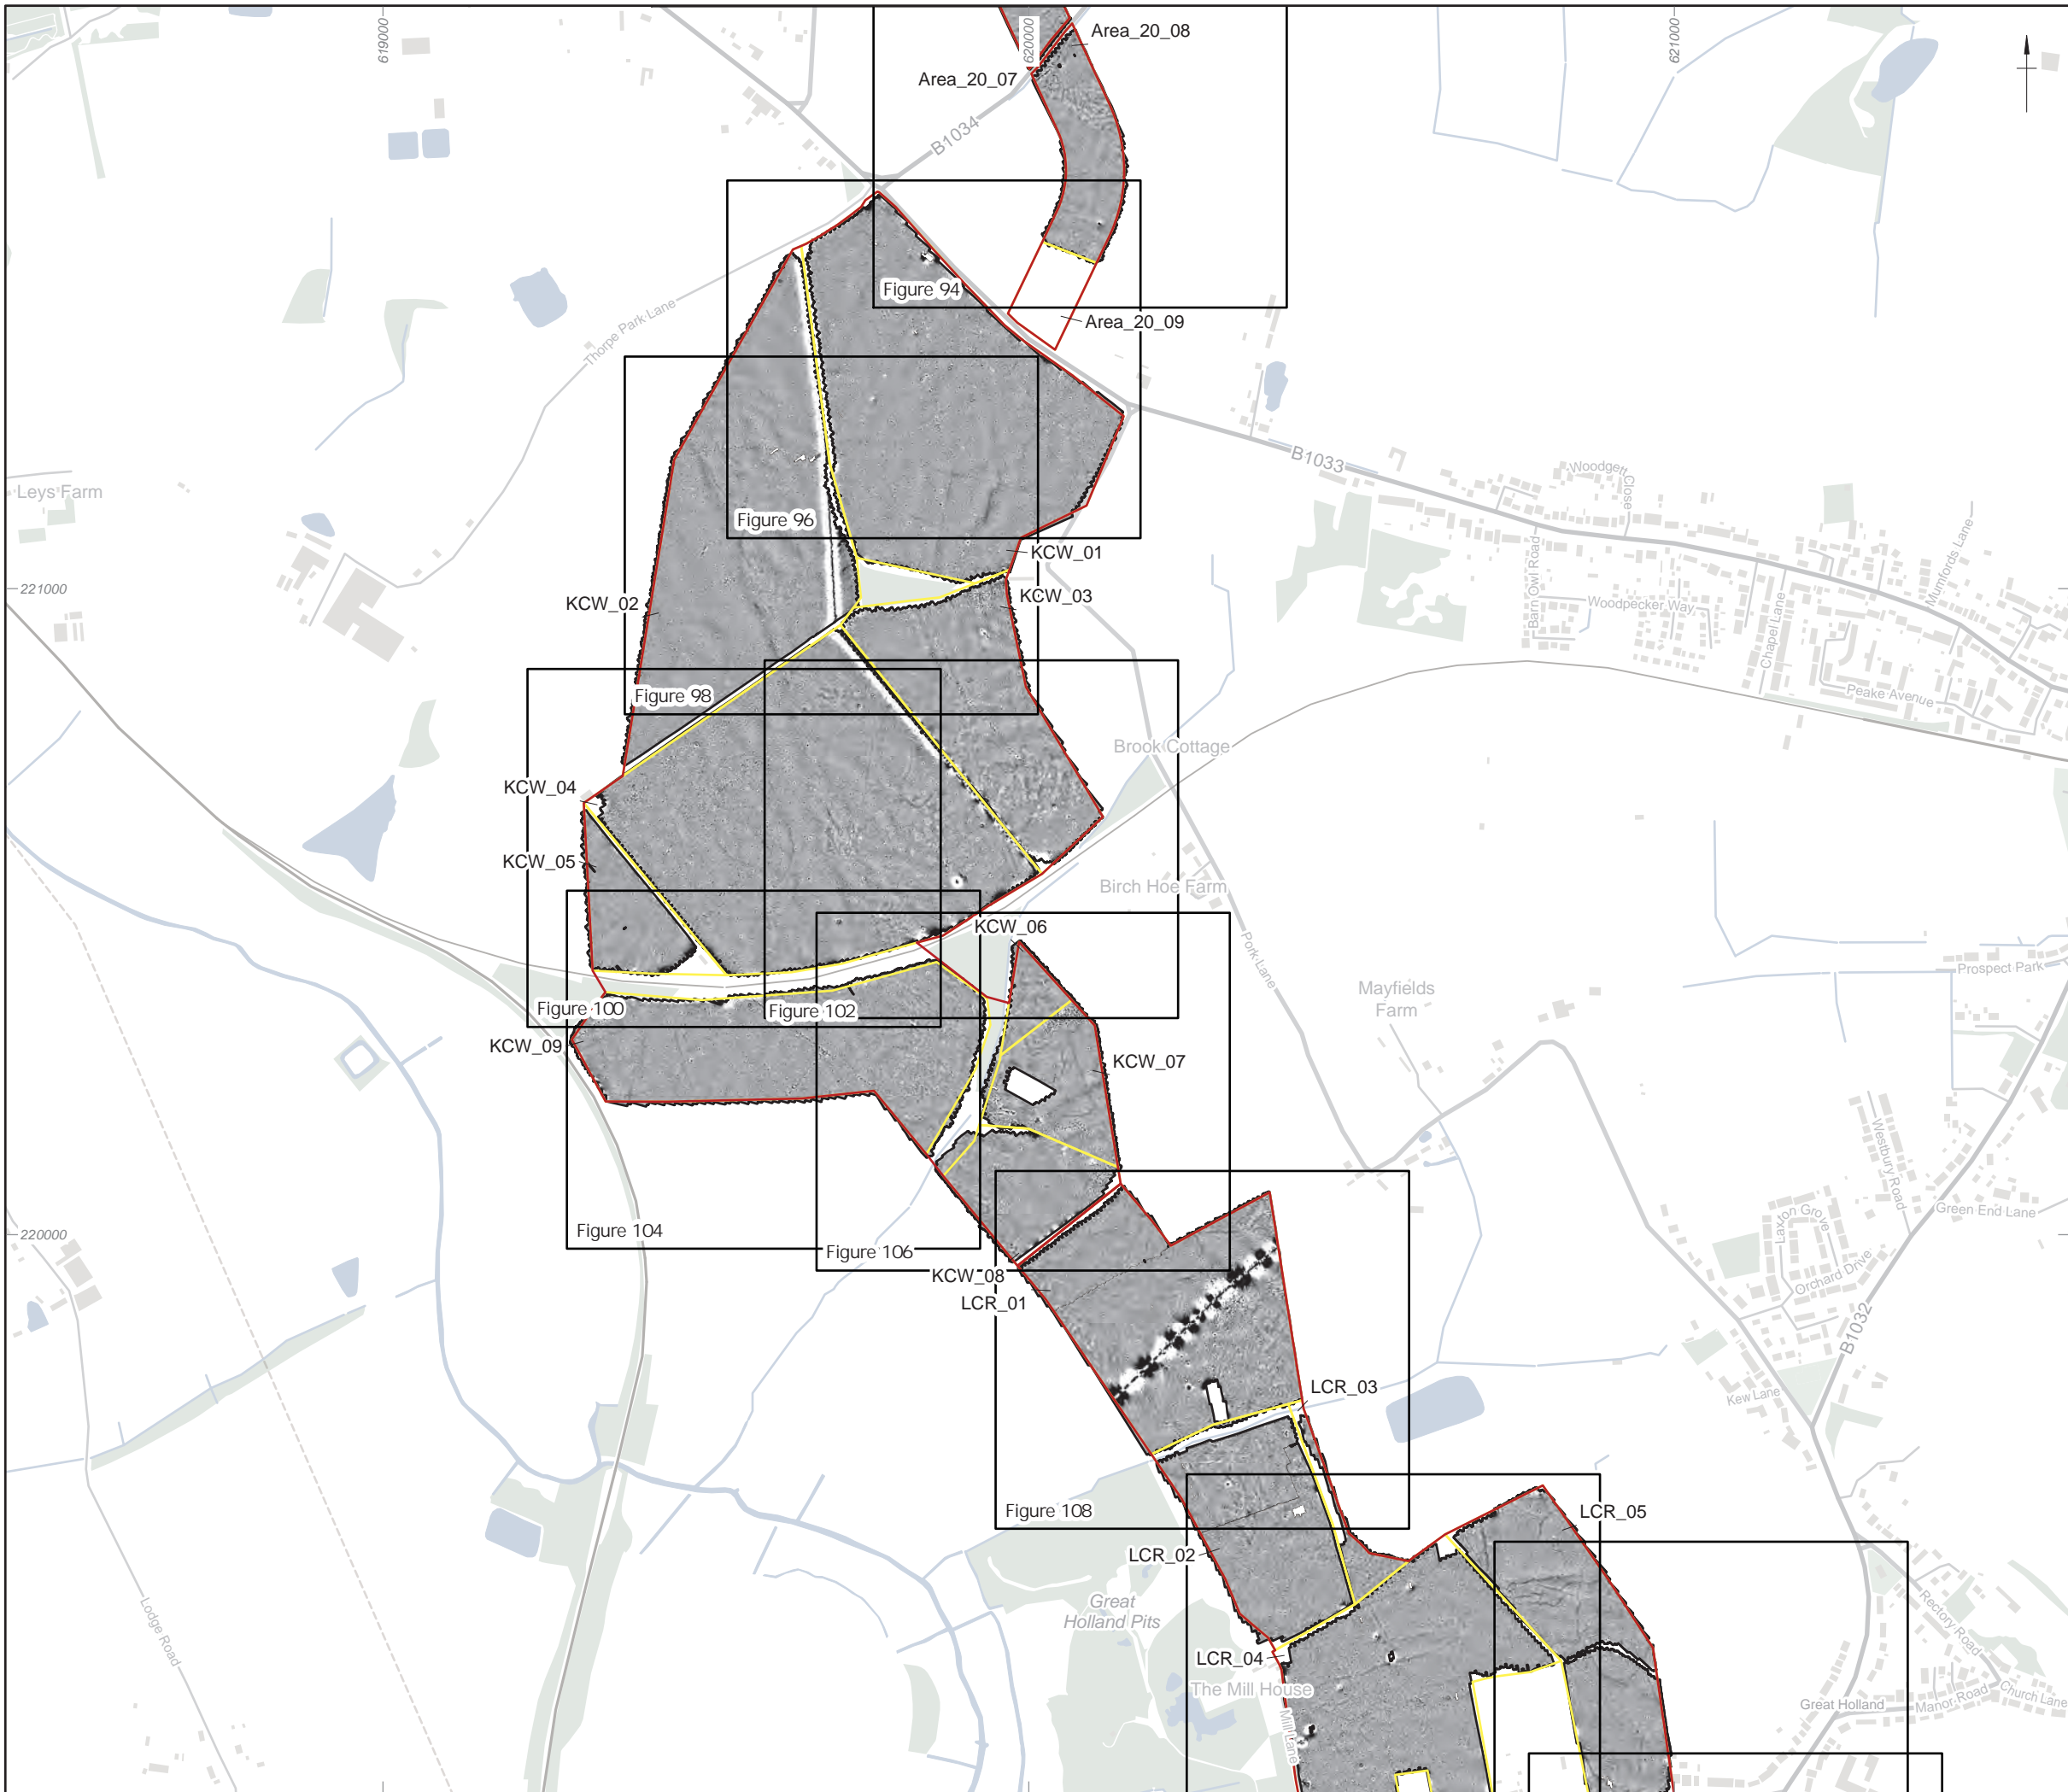 619000
620000
621000
Area_20_08
Area_20_07
B1034
Figure 94
Area_20_09
Thorpe Park Lane
B1033
Woodgett
Close
Leys Farm
Figure 96
KCW_01
Barn Owl Road
Mumfords Lane
221000
KCW_02
KCW_03
Woodpecker Way
Chapel Lane
Figure 98
Peake Avenue
Brook Cottage
KCW_04
KCW_05
Birch Hoe Farm
KCW_06
Pork Lane
Prospect Park
Mayfields
Farm
Figure 100
Figure 102
KCW_09
KCW_07
Westbury Road
Laxton Grove
Green End Lane
220000
Figure 104
Figure 106
Orchard Drive
KCW_08
LCR_01
B1032
LCR_03
Kew Lane
Figure 108
LCR_05
LCR_02
Great
Holland Pits
Lodge Road
Rectory Road
LCR_04
The Mill House
Church Lane
Manor Road
Great Holland
Mill Lane